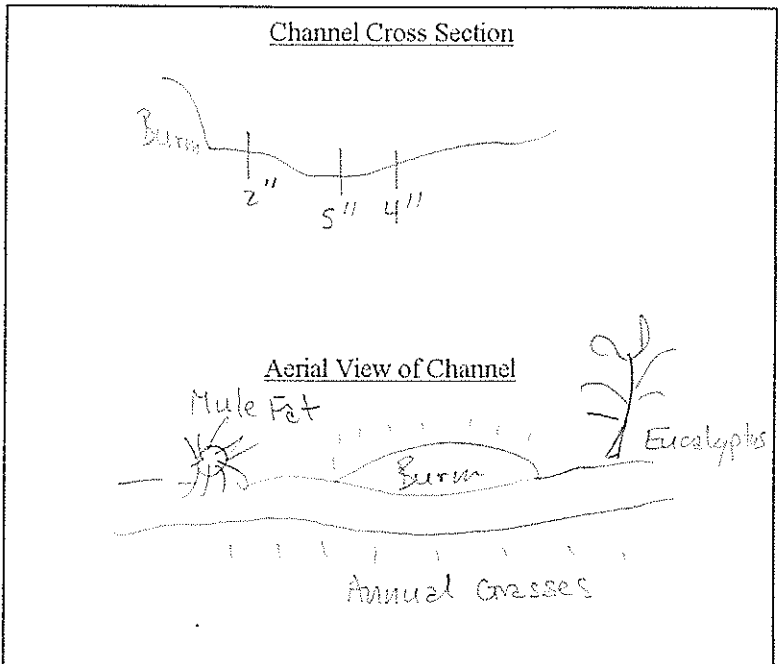 Channel Cross Section
Burm
2"
5"
4"
Aerial View of Channel
Mule Fat
Burm
Eucalyptus
Annual Grasses